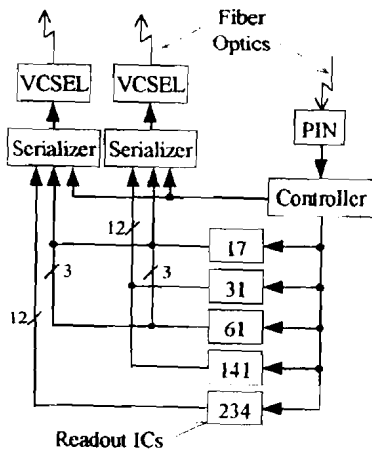 Fiber
Optics
VCSEL
VCSEL
PIN
Serializer
Serializer
Controller
12
17
3
3
31
12
61
141
234
Readout ICs